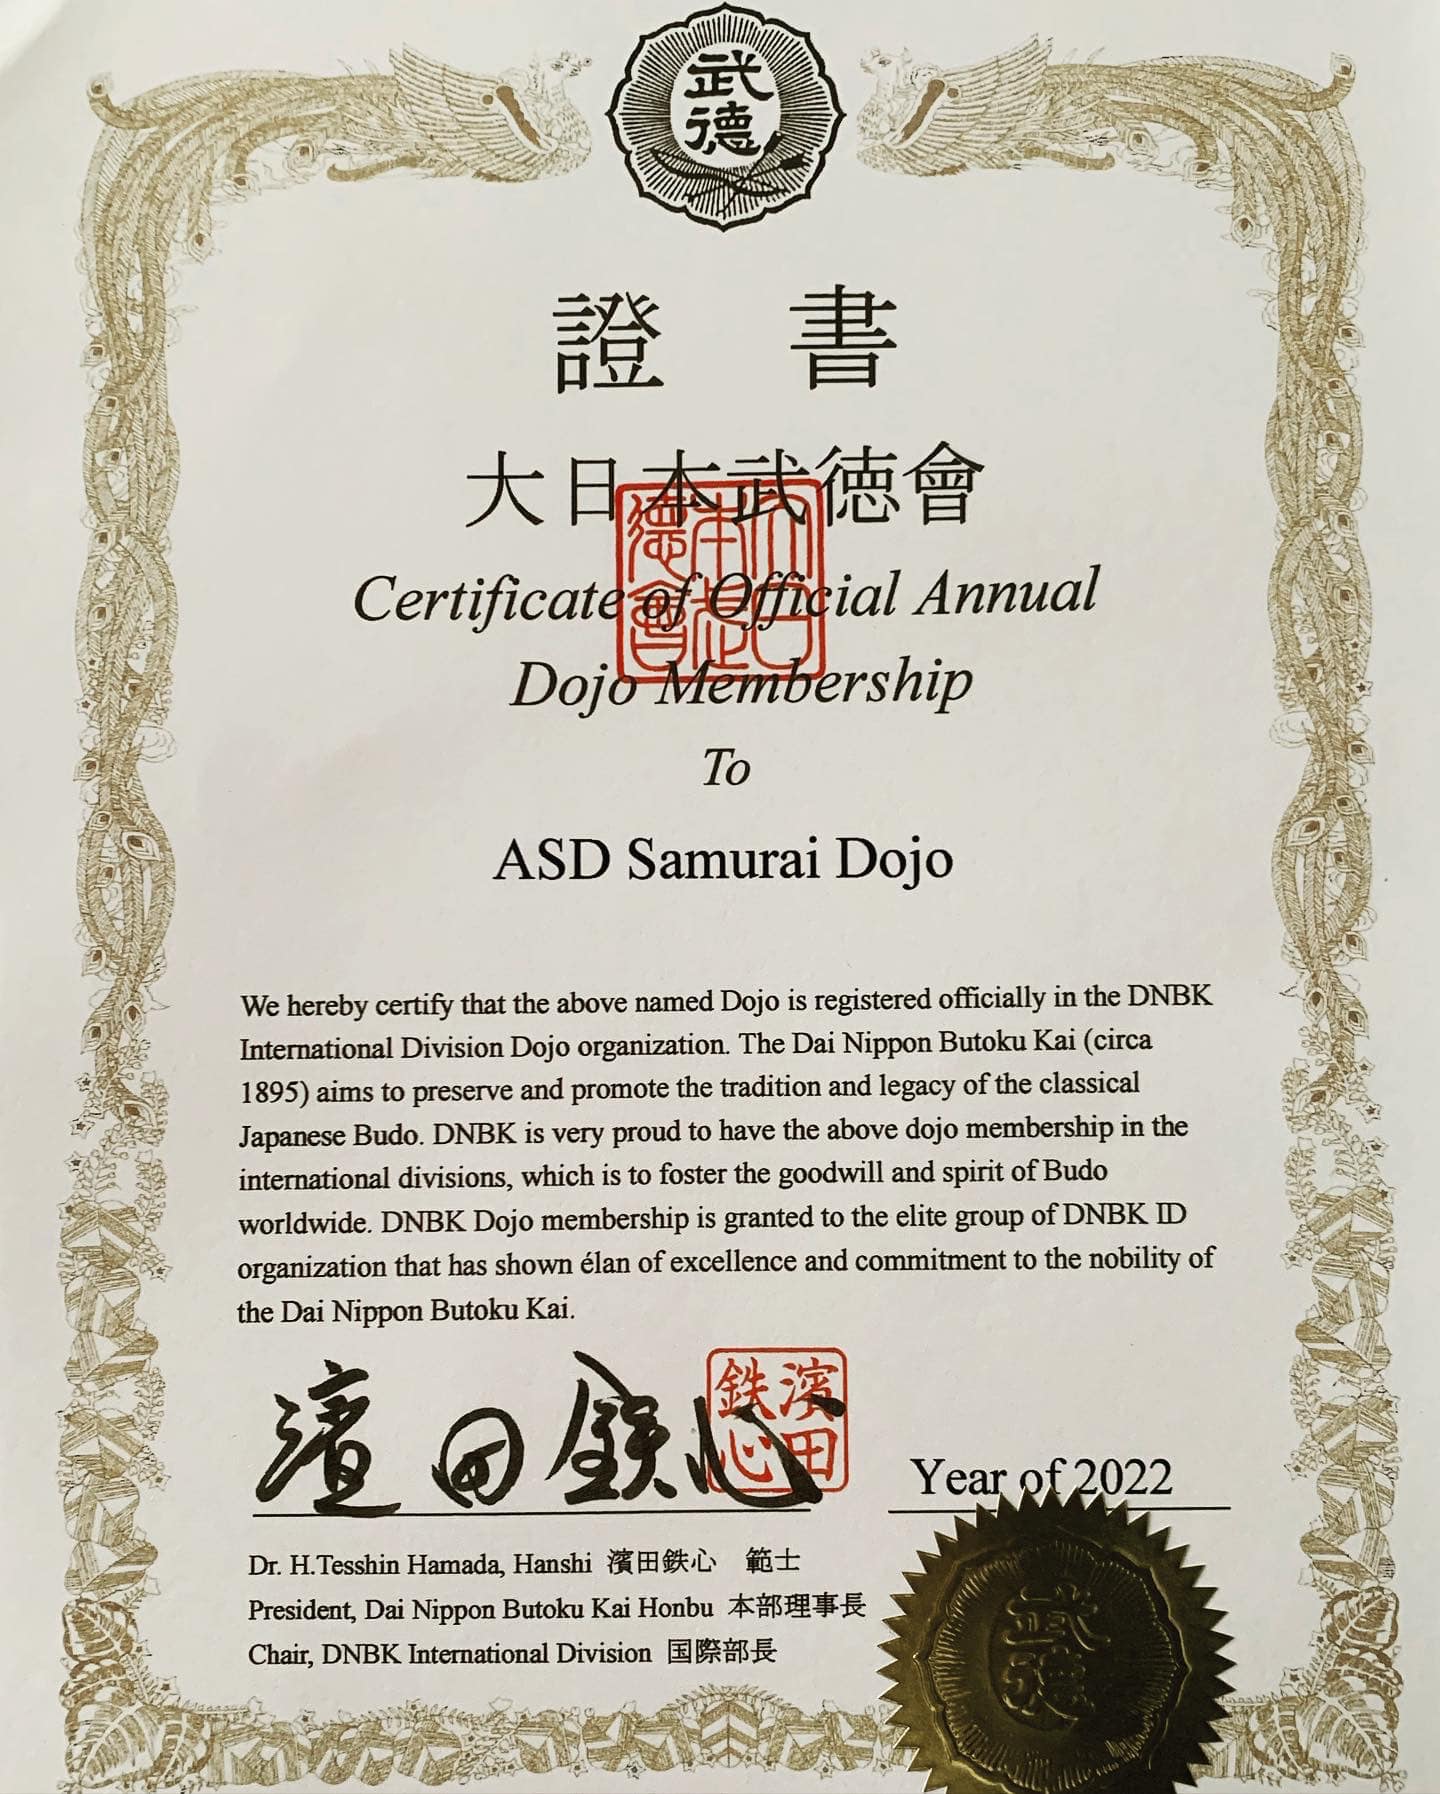 武
德
證 書
大日本武徳會
Certificate of Official Annual
Dojo Membership
To
ASD Samurai Dojo
We hereby certify that the above named Dojo is registered officially in the DNBK
International Division Dojo organization. The Dai Nippon Butoku Kai (circa
1895) aims to preserve and promote the tradition and legacy of the classical
Japanese Budo. DNBK is very proud to have the above dojo membership in the
international divisions, which is to foster the goodwill and spirit of Budo
worldwide. DNBK Dojo membership is granted to the elite group of DNBK ID
organization that has shown élan of excellence and commitment to the nobility of
the Dai Nippon Butoku Kai.
濱田鉄心
濱田
鉄心
Year of 2022
Dr. H.Tesshin Hamada, Hanshi 濱田鉄心 範士
President, Dai Nippon Butoku Kai Honbu 本部理事長
Chair, DNBK International Division 国際部長
武
德